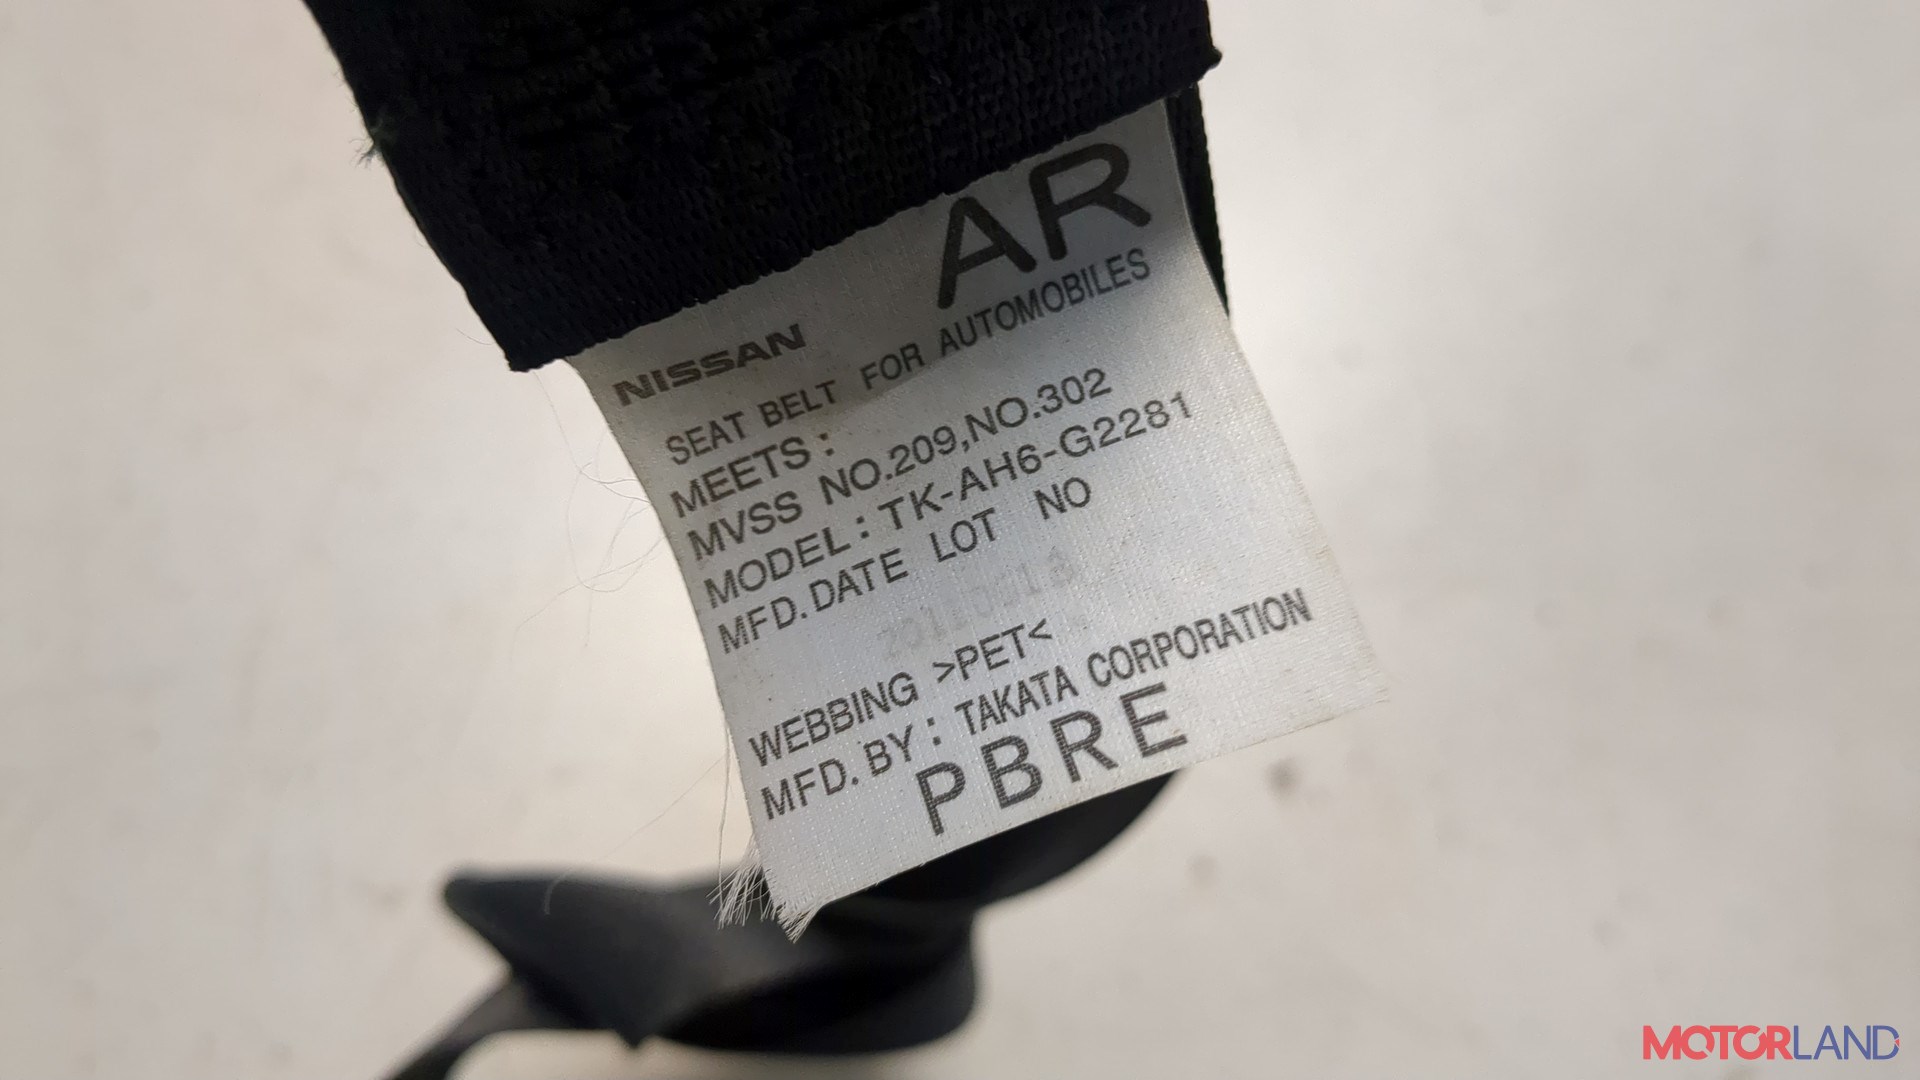 AR
NISSAN
SEAT BELT FOR AUTOMOBILES
MEETS :
MVSS NO.209,NO.302
MODEL : TK-AH6-G2281
MFD. DATE LOT NO
WEBBING >PET<
MFD. BY : TAKATA CORPORATION
PBRE
MOTORLAND